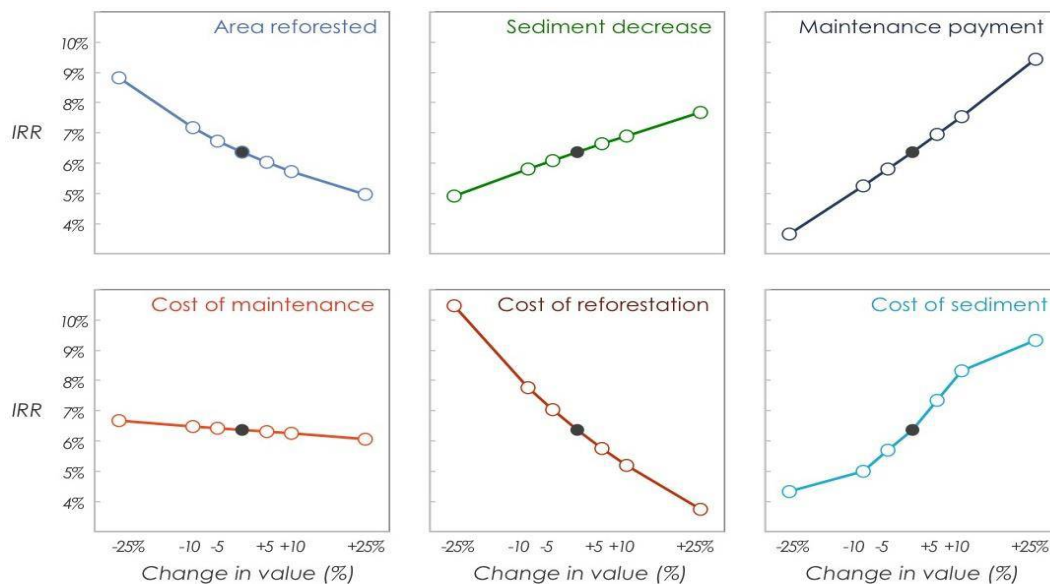 Area reforested
Sediment decrease
Maintenance payment
10%
9%
8%
7%
6%
5%
4%
IRR
Cost of maintenance
Cost of reforestation
Cost of sediment
10%
9%
8%
7%
6%
5%
4%
IRR
-25% -10 -5 +5 +10 +25%
-25% -10 -5 +5 +10 +25%
-25% -10 -5 +5 +10 +25%
Change in value (%)
Change in value (%)
Change in value (%)